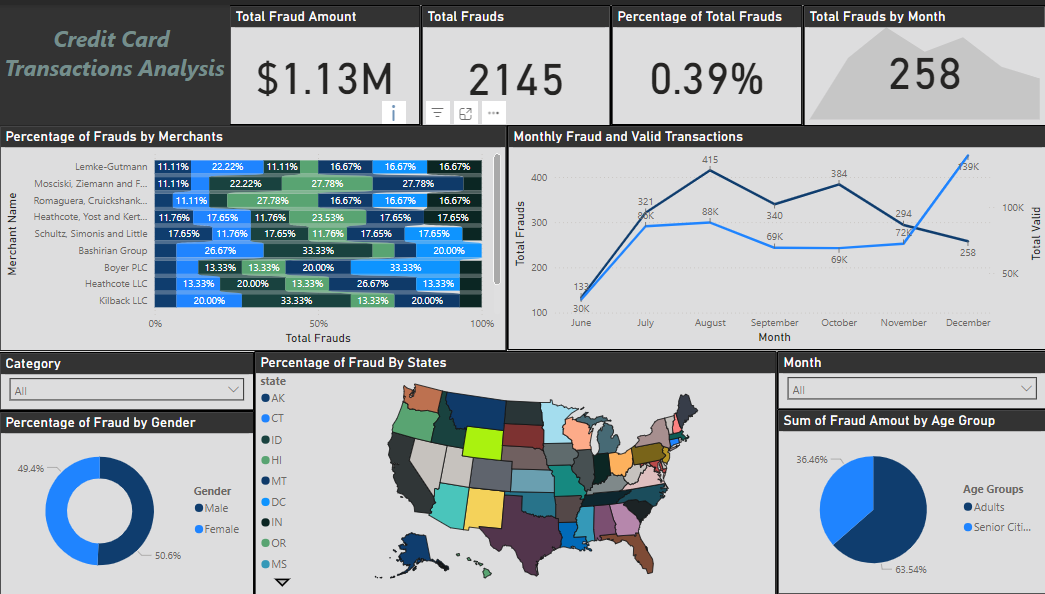 Credit Card
Transactions Analysis
Total Fraud Amount
$1.13M
Total Frauds
2145
Percentage of Total Frauds
0.39%
Total Frauds by Month
258
Percentage of Frauds by Merchants
Merchant Name
Lemke-Gutmann 11.11% 22.22% 11.11% 16.67% 16.67% 16.67%
Mosciski, Ziemann and F... 11.11% 22.22% 27.78% 27.78%
Romaguera, Cruickshank... 11.11% 27.78% 16.67% 16.67% 16.67%
Heathcote, Yost and Kert... 11.76% 17.65% 11.76% 23.53% 17.65% 17.65%
Schultz, Simonis and Little 17.65% 11.76% 17.65% 11.76% 17.65% 17.65%
Bashirian Group 26.67% 33.33% 20.00%
Boyer PLC 13.33% 13.33% 20.00% 33.33%
Heathcote LLC 13.33% 20.00% 13.33% 26.67% 13.33%
Kilback LLC 20.00% 33.33% 13.33% 20.00%
0% 50% 100%
Total Frauds
Monthly Fraud and Valid Transactions
Total Frauds
400
300
200
100
133 321 415 340 384 294 258
30K 86K 88K 69K 69K 72K 139K
100K
50K
Total Valid
June July August September October November December
Month
Category
All
Percentage of Fraud by Gender
49.4%
50.6%
Gender
Male
Female
Percentage of Fraud By States
state
AK
CT
ID
HI
MT
DC
IN
OR
MS
Month
All
Sum of Fraud Amout by Age Group
36.46%
63.54%
Age Groups
Adults
Senior Citi...